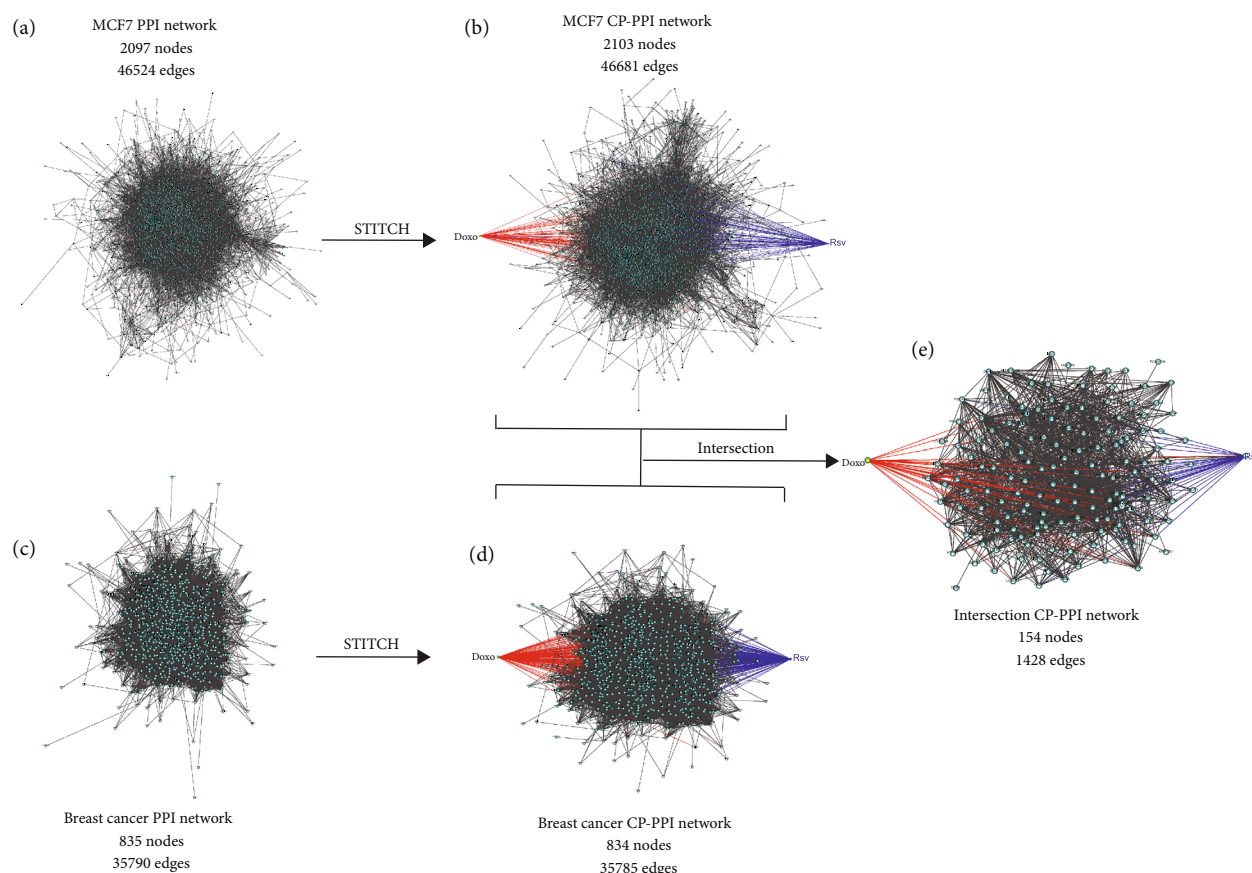 (a)
MCF7 PPI network
2097 nodes
46524 edges
(b)
MCF7 CP-PPI network
2103 nodes
46681 edges
STITCH
Doxo
Rsv
(e)
Intersection
Doxo
Intersection CP-PPI network
154 nodes
1428 edges
(c)
(d)
STITCH
Doxo
Rsv
Breast cancer PPI network
835 nodes
35790 edges
Breast cancer CP-PPI network
834 nodes
35785 edges